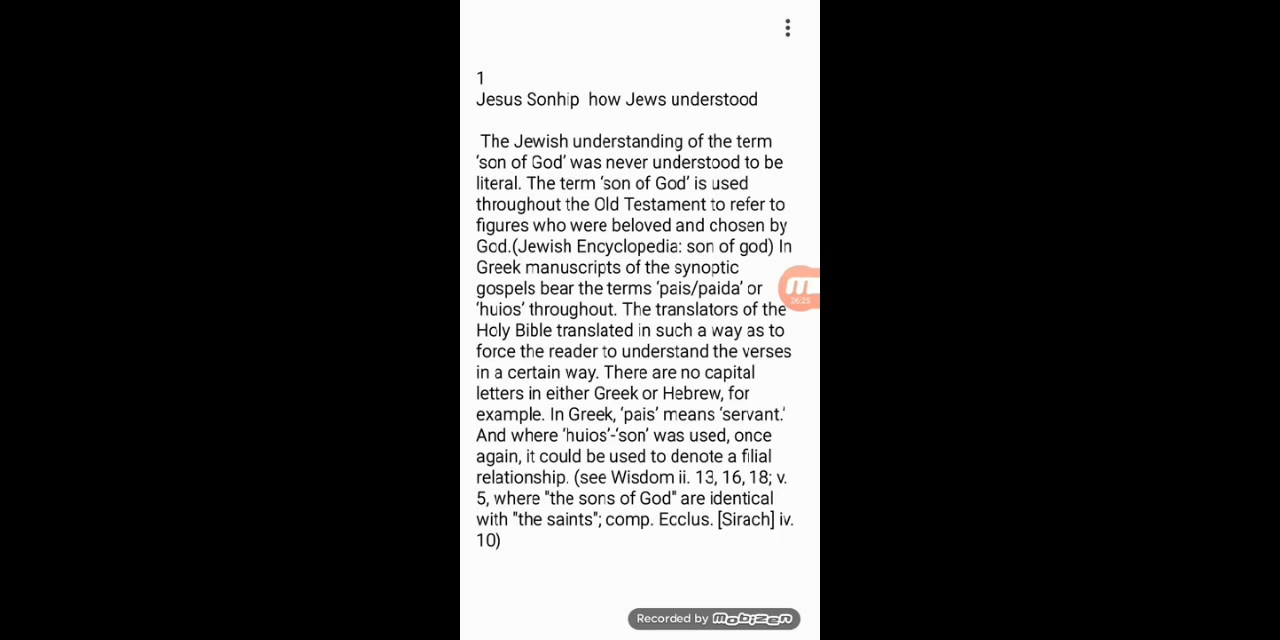 1
Jesus Sonhip  how Jews understood
The Jewish understanding of the term
‘son of God’ was never understood to be
literal. The term ‘son of God’ is used
throughout the Old Testament to refer to
figures who were beloved and chosen by
God.(Jewish Encyclopedia: son of god) In
Greek manuscripts of the synoptic
gospels bear the terms ‘pais/paida’ or
‘huios’ throughout. The translators of the
Holy Bible translated in such a way as to
force the reader to understand the verses
in a certain way. There are no capital
letters in either Greek or Hebrew, for
example. In Greek, ‘pais’ means ‘servant.’
And where ‘huios’-‘son’ was used, once
again, it could be used to denote a filial
relationship. (see Wisdom ii. 13, 16, 18; v.
5, where "the sons of God" are identical
with "the saints"; comp. Ecclus. [Sirach] iv.
10)
26:25
Recorded by mobizen